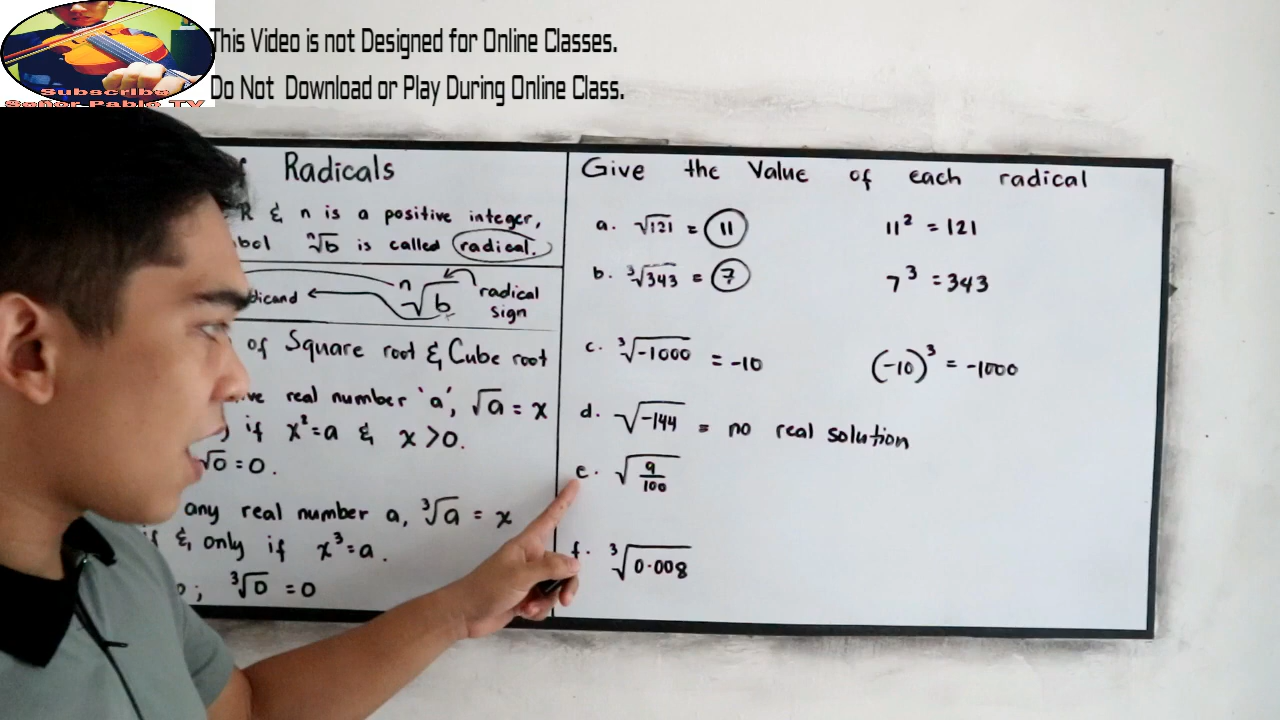 This Video is not Designed for Online Classes.
Do Not Download or Play During Online Class.
Subscribe
Señor Pablo TV
Radicals
R & n is a positive integer,
ⁿ√b is called radical.
n√b
radical
sign
of Square root & Cube root
real number 'a', √a = x
if x²=a & x>0.
√0 = 0.
any real number a, ³√a = x
& only if x³=a.
; ³√0 = 0
Give the Value of each radical
a. √121 = 11 11² = 121
b. ³√343 = 7 7³ = 343
c. ³√-1000 = -10 (-10)³ = -1000
d. √-144 = no real solution
e. √9/100
f. ³√0.008